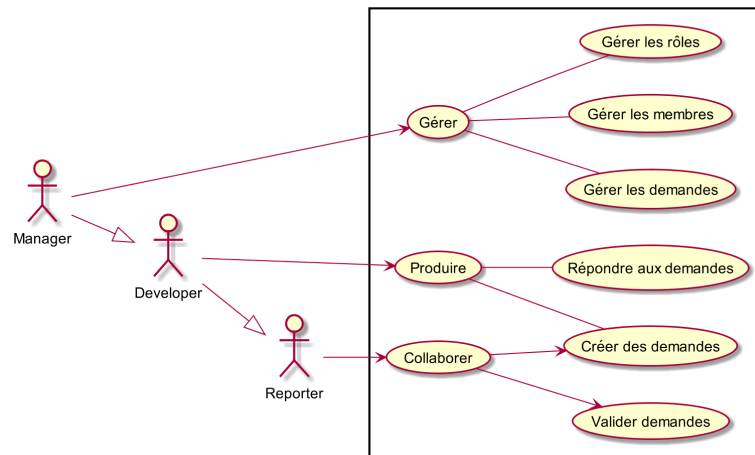 Gérer les rôles
Gérer
Gérer les membres
Gérer les demandes
Manager
Developer
Produire
Répondre aux demandes
Reporter
Collaborer
Créer des demandes
Valider demandes